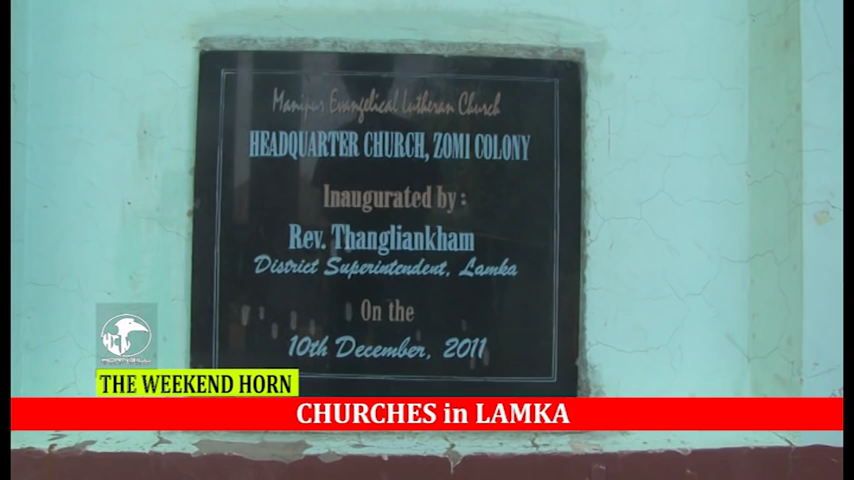 Manipur Evangelical Lutheran Church
HEADQUARTER CHURCH, ZOMI COLONY
Inaugurated by :
Rev. Thangliankham
District Superintendent, Lamka
On the
10th December, 2011
HORNBILL
THE WEEKEND HORN
CHURCHES in LAMKA